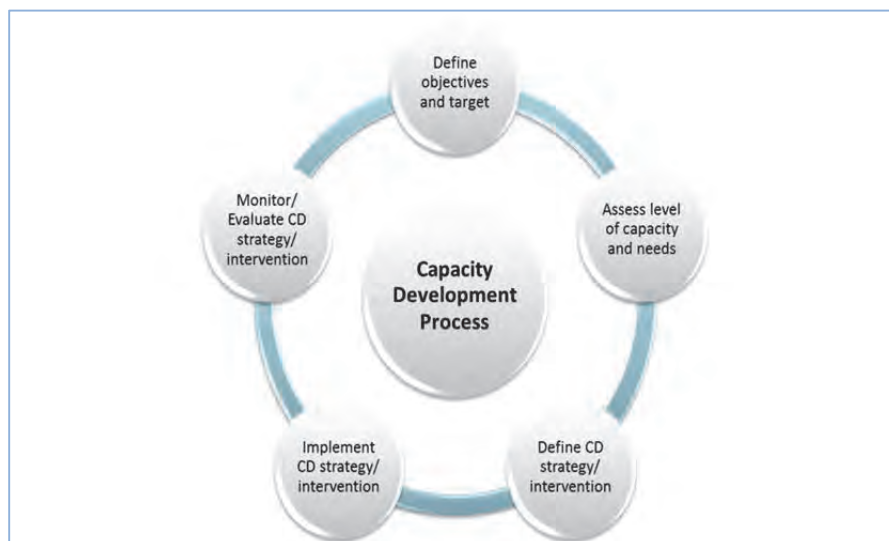 Define
objectives
and target
Assess level
of capacity
and needs
Define CD
strategy/
intervention
Implement
CD strategy/
intervention
Monitor/
Evaluate CD
strategy/
intervention
Capacity
Development
Process